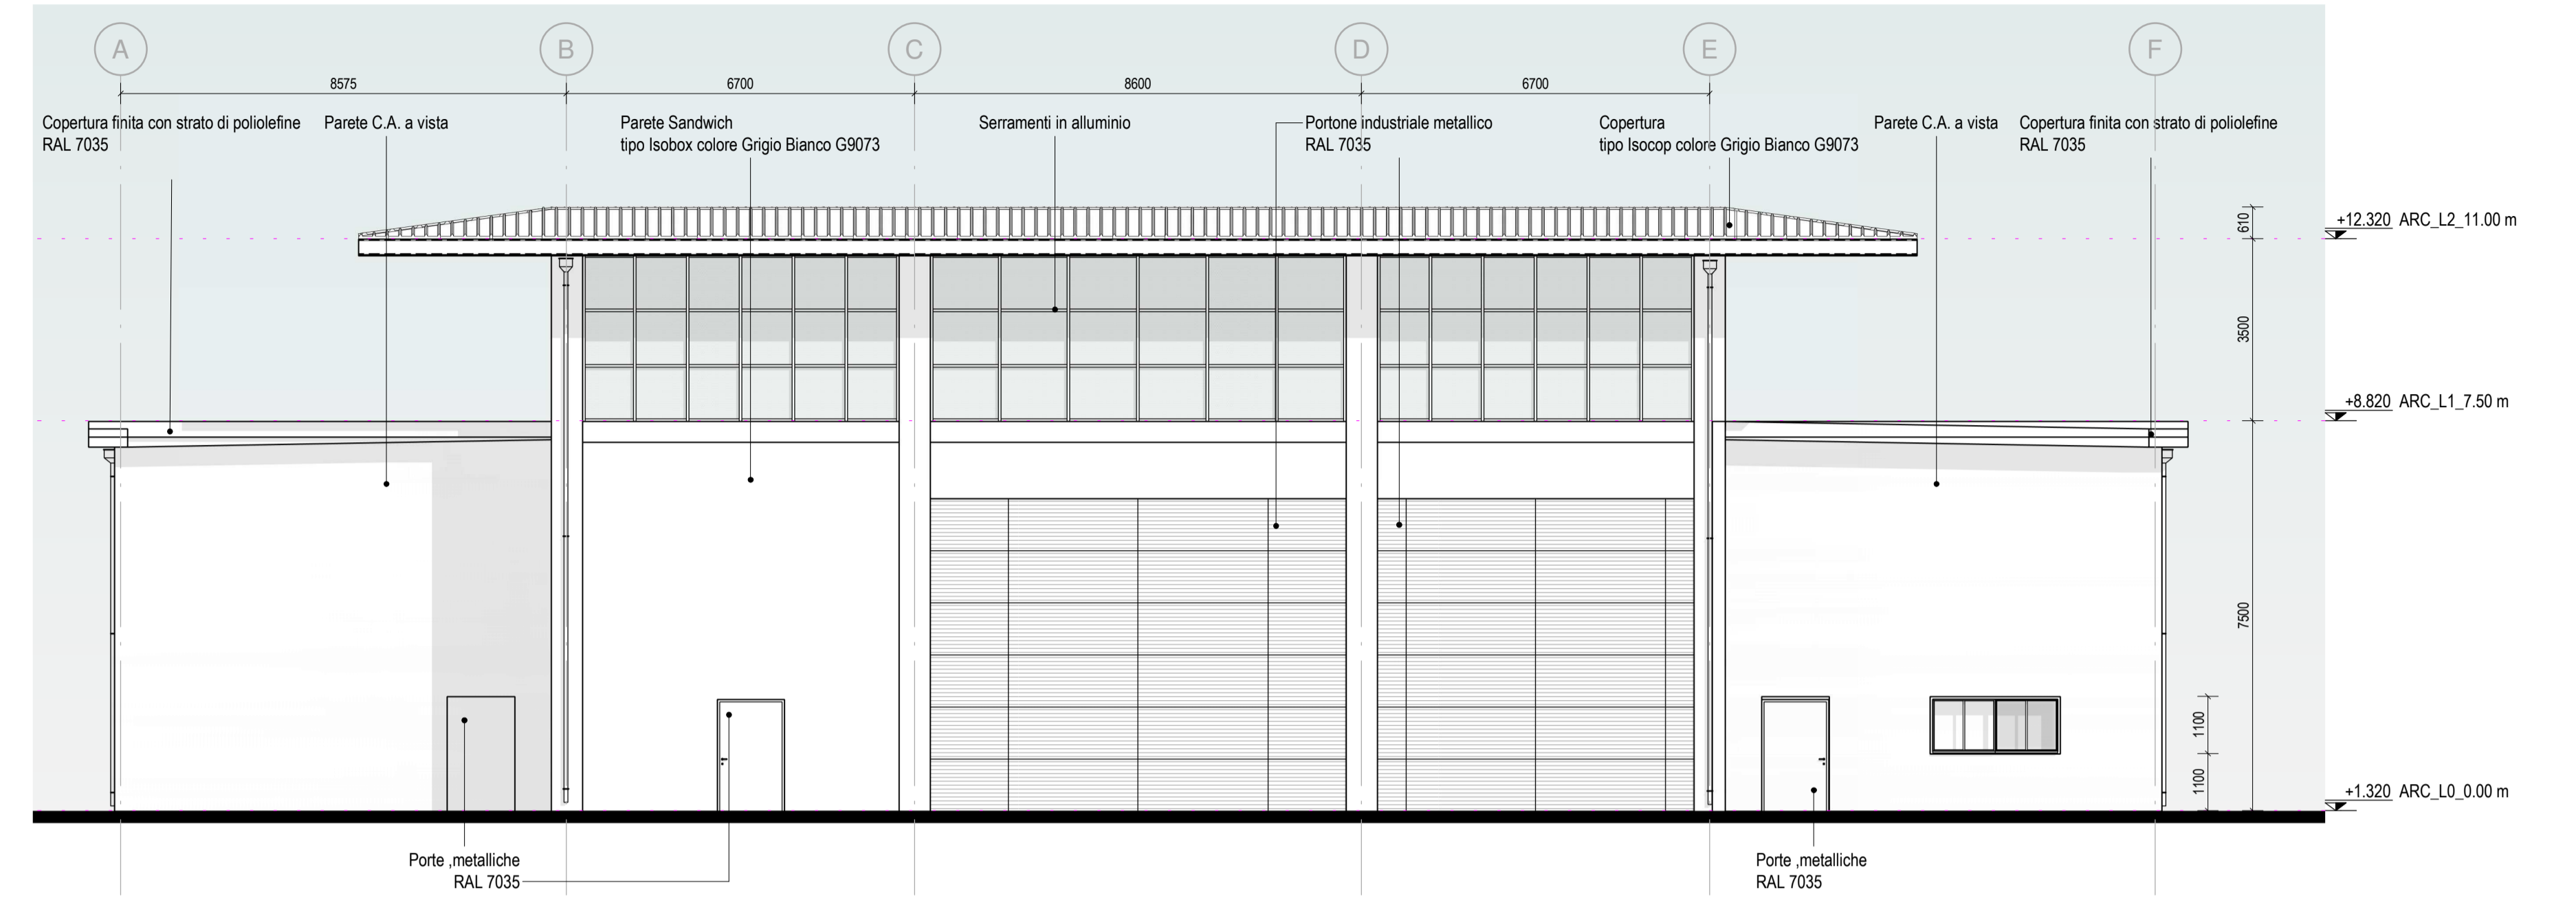 A B C D E F
8575 6700 8600 6700
Copertura finita con strato di poliolefine
RAL 7035
Parete C.A. a vista
Parete Sandwich
tipo Isobox colore Grigio Bianco G9073
Serramenti in alluminio
Portone industriale metallico
RAL 7035
Copertura
tipo Isocop colore Grigio Bianco G9073
Parete C.A. a vista
Copertura finita con strato di poliolefine
RAL 7035
610
+12.320 ARC_L2_11.00 m
3500
+8.820 ARC_L1_7.50 m
7500
1100
1100
+1.320 ARC_L0_0.00 m
Porte ,metalliche
RAL 7035
Porte ,metalliche
RAL 7035